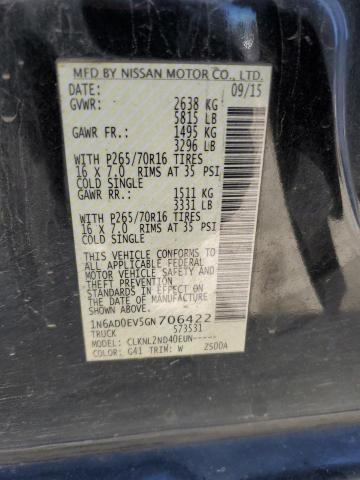 MFD BY NISSAN MOTOR CO., LTD.
DATE: 09/15
GVWR: 2638 KG
5815 LB
GAWR FR.: 1495 KG
3296 LB
WITH P265/70R16 TIRES
16 X 7.0 RIMS AT 35 PSI
COLD SINGLE
GAWR RR.: 1511 KG
3331 LB
WITH P265/70R16 TIRES
16 X 7.0 RIMS AT 35 PSI
COLD SINGLE
THIS VEHICLE CONFORMS TO ALL
APPLICABLE FEDERAL MOTOR
VEHICLE SAFETY AND
THEFT PREVENTION
STANDARDS IN EFFECT ON THE
DATE OF MANUFACTURE
SHOWN ABOVE.
1N6AD0EV5GN706422
TRUCK 573531
MODEL: CLKNL2ND40EUN-----
COLOR: G41 TRIM: W 2500A